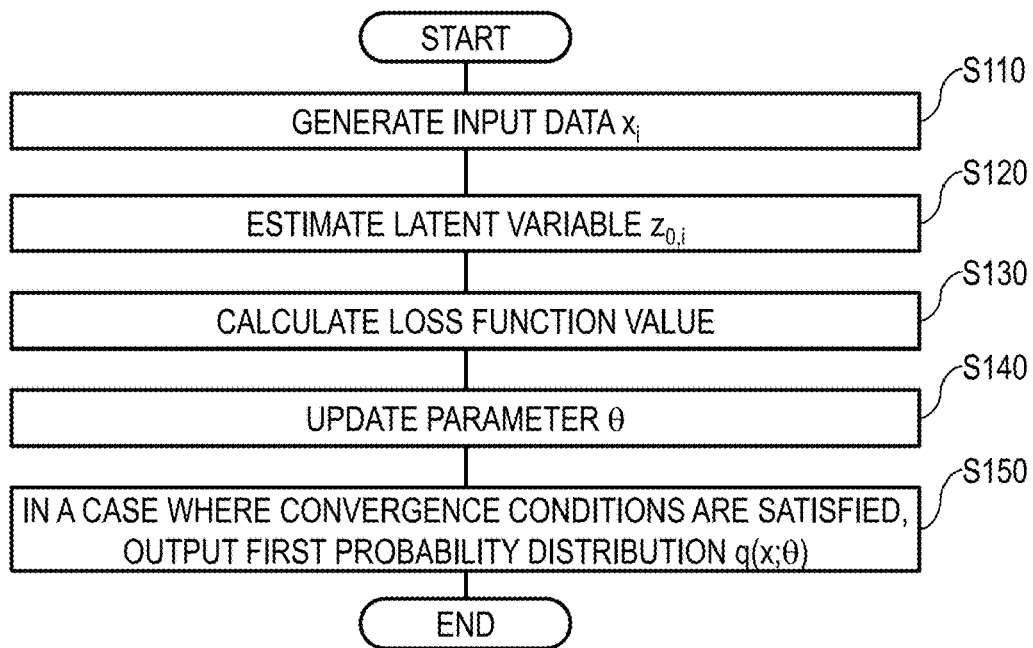 START
S110
GENERATE INPUT DATA xᵢ
S120
ESTIMATE LATENT VARIABLE z₀,ᵢ
S130
CALCULATE LOSS FUNCTION VALUE
S140
UPDATE PARAMETER θ
S150
IN A CASE WHERE CONVERGENCE CONDITIONS ARE SATISFIED,
OUTPUT FIRST PROBABILITY DISTRIBUTION q(x;θ)
END